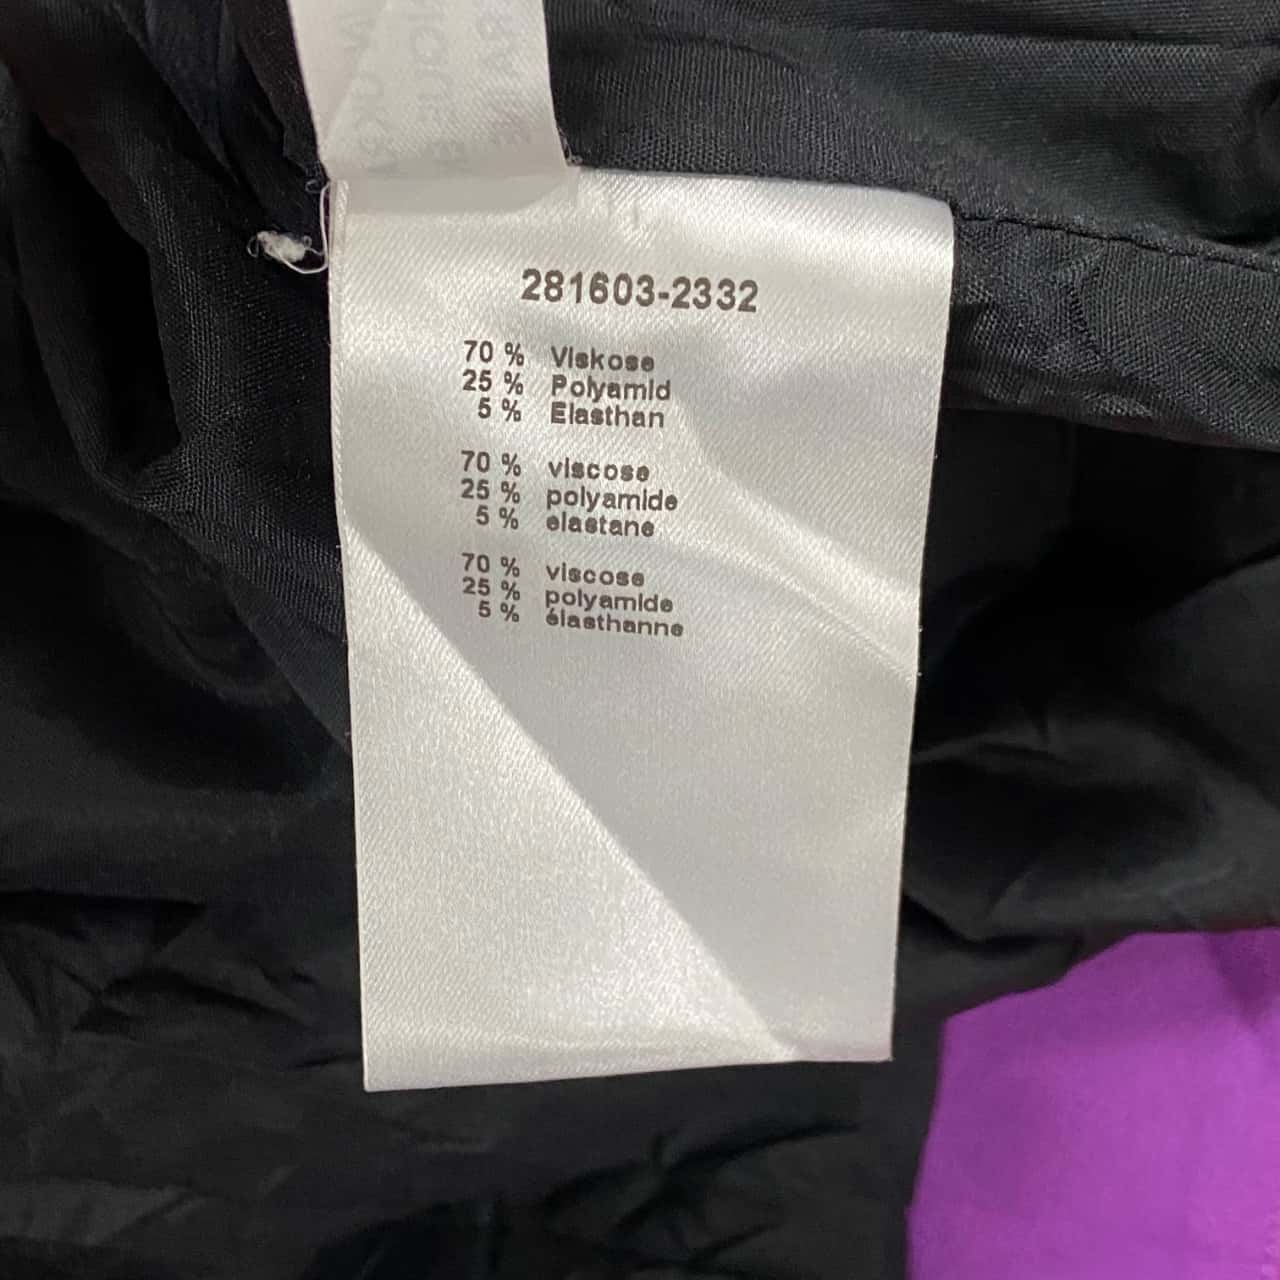 281603-2332
70 % Viskose
25 % Polyamid
5 % Elasthan
70 % viscose
25 % polyamide
5 % elastane
70 % viscose
25 % polyamide
5 % élasthanne